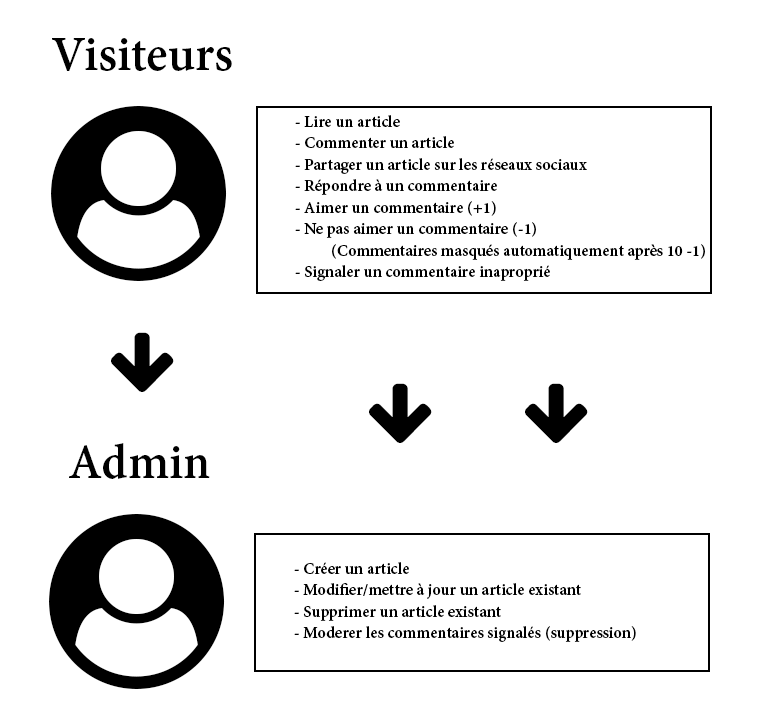 Visiteurs
- Lire un article
- Commenter un article
- Partager un article sur les réseaux sociaux
- Répondre à un commentaire
- Aimer un commentaire (+1)
- Ne pas aimer un commentaire (-1)
(Commentaires masqués automatiquement après 10 -1)
- Signaler un commentaire inaproprié
Admin
- Créer un article
- Modifier/mettre à jour un article existant
- Supprimer un article existant
- Moderer les commentaires signalés (suppression)